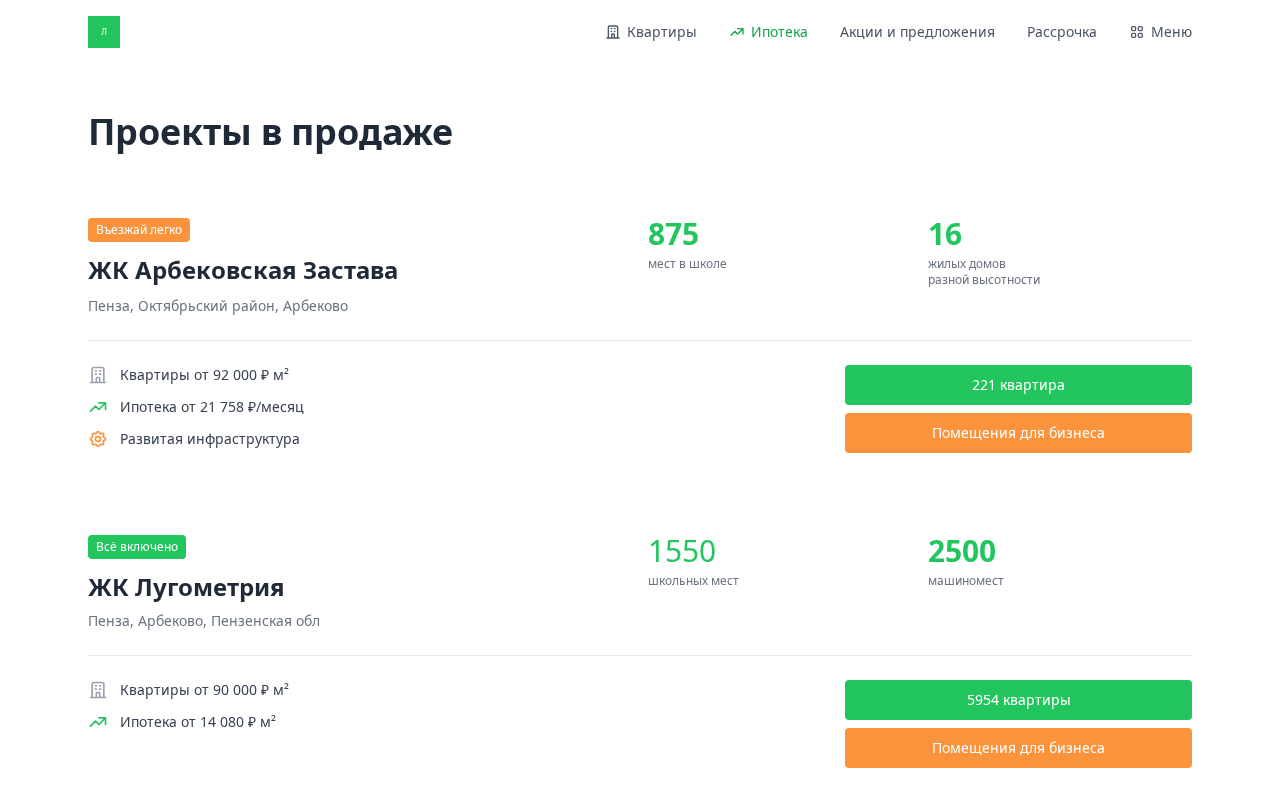 Л
Квартиры
Ипотека
Акции и предложения
Рассрочка
Меню
Проекты в продаже
Въезжай легко
ЖК Арбековская Застава
Пенза, Октябрьский район, Арбеково
875
мест в школе
16
жилых домов
разной высотности
Квартиры от 92 000 ₽ м²
Ипотека от 21 758 ₽/месяц
Развитая инфраструктура
221 квартира
Помещения для бизнеса
Всё включено
ЖК Лугометрия
Пенза, Арбеково, Пензенская обл
1550
школьных мест
2500
машиномест
Квартиры от 90 000 ₽ м²
Ипотека от 14 080 ₽ м²
5954 квартиры
Помещения для бизнеса